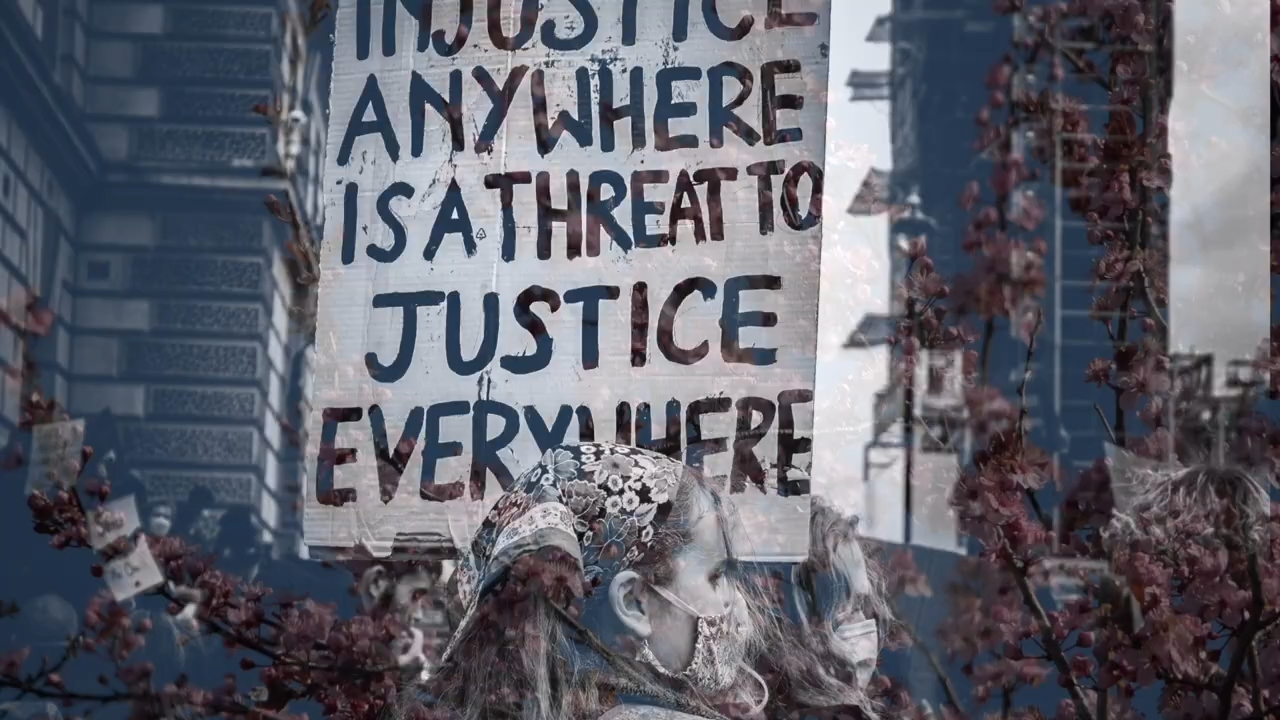 INJUSTICE
ANYWHERE
IS A THREAT TO
JUSTICE
EVERYWHERE